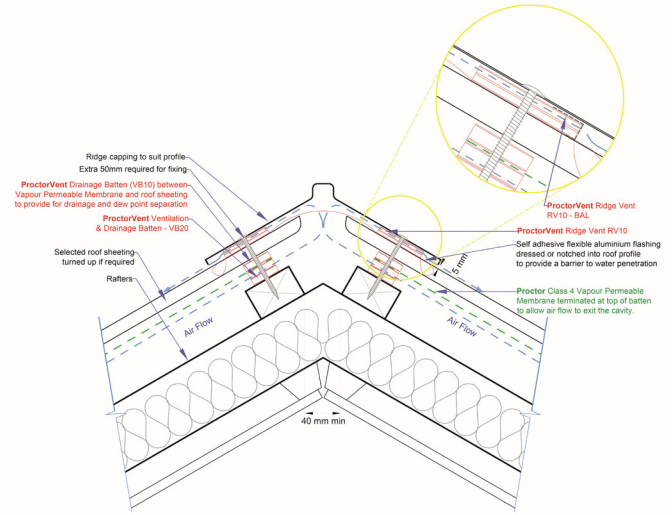 Ridge capping to suit profile
Extra 50mm required for fixing
ProctorVent Drainage Batten (VB10) between
Vapour Permeable Membrane and roof sheeting
to provide for drainage and dew point separation
ProctorVent Ventilation
& Drainage Batten - VB20
Selected roof sheeting
turned up if required
Rafters
Air Flow
40 mm min
Air Flow
5 mm
ProctorVent Ridge Vent
RV10 - BAL
ProctorVent Ridge Vent RV10
Self adhesive flexible aluminium flashing
dressed or notched into roof profile
to provide a barrier to water penetration
Proctor Class 4 Vapour Permeable
Membrane terminated at top of batten
to allow air flow to exit the cavity.